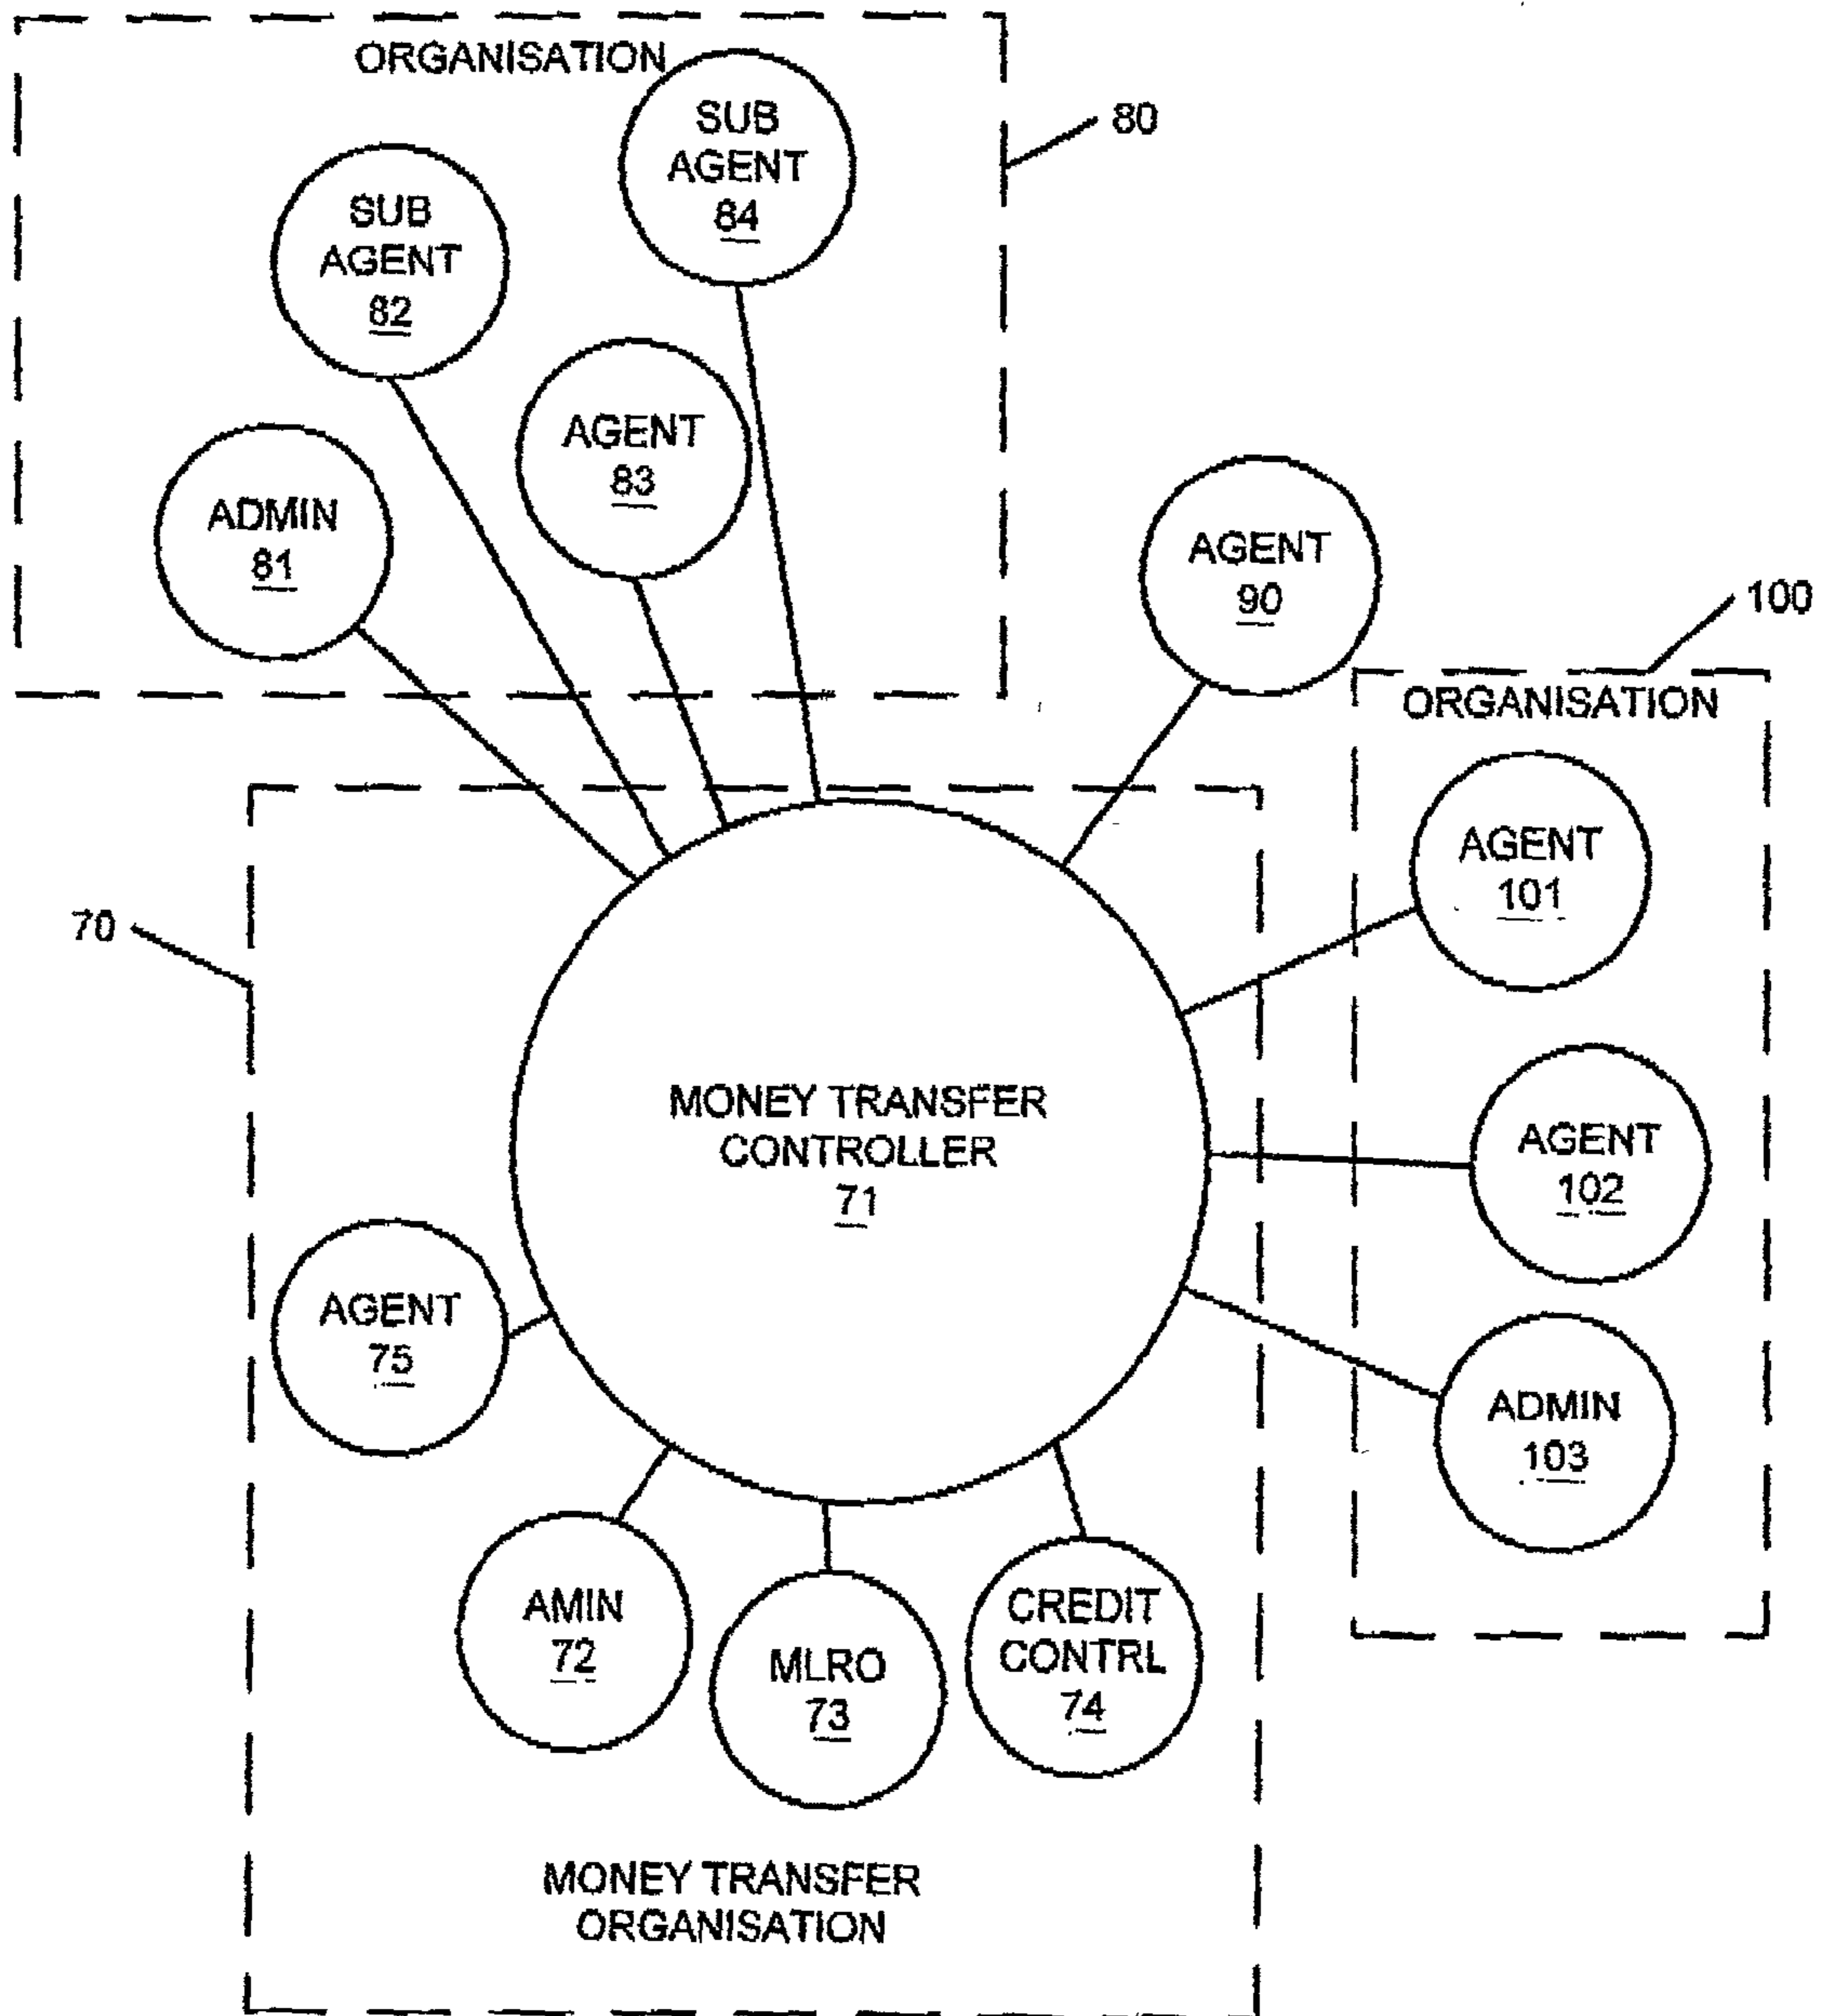 ORGANISATION
SUB
AGENT
84
80
SUB
AGENT
82
AGENT
83
ADMIN
81
AGENT
90
100
ORGANISATION
AGENT
101
70
MONEY TRANSFER
CONTROLLER
71
AGENT
102
AGENT
75
ADMIN
103
AMIN
72
MLRO
73
CREDIT
CONTRL
74
MONEY TRANSFER
ORGANISATION